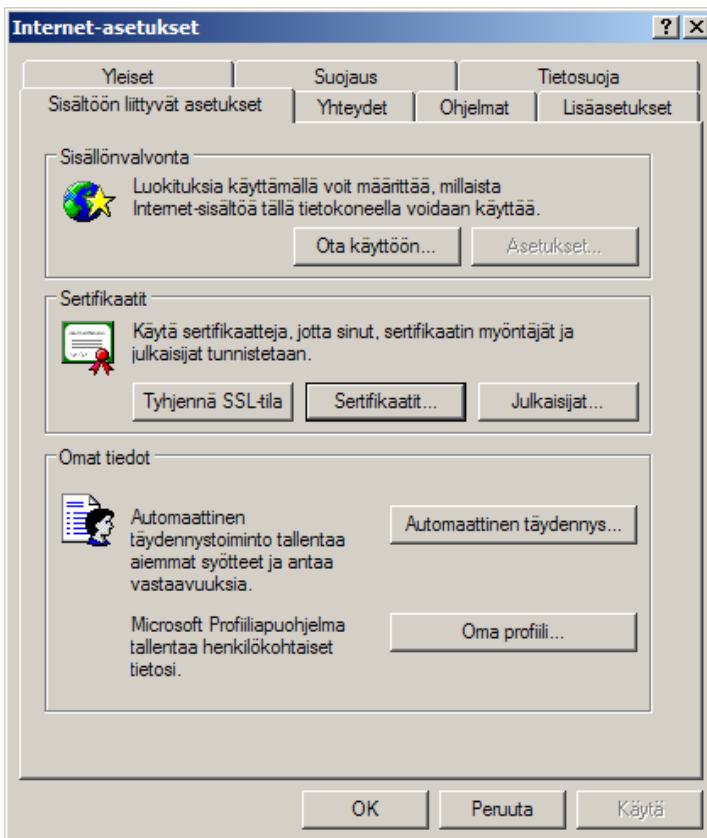 Internet-asetukset
Yleiset
Suojaus
Tietosuoja
Sisältöön liittyvät asetukset
Yhteydet
Ohjelmat
Lisäasetukset
Sisällönvalvonta
Luokituksia käyttämällä voit määrittää, millaista
Internet-sisältöä tällä tietokoneella voidaan käyttää.
Ota käyttöön...
Asetukset...
Sertifikaatit
Käytä sertifikaatteja, jotta sinut, sertifikaatin myöntäjät ja
julkaisijat tunnistetaan.
Tyhjennä SSL-tila
Sertifikaatit...
Julkaisijat...
Omat tiedot
Automaattinen
täydennystoiminto tallentaa
aiemmat syötteet ja antaa
vastaavuuksia.
Automaattinen täydennys...
Microsoft Profiiliapuohjelma
tallentaa henkilökohtaiset
tietosi.
Oma profiili...
OK
Peruuta
Käytä